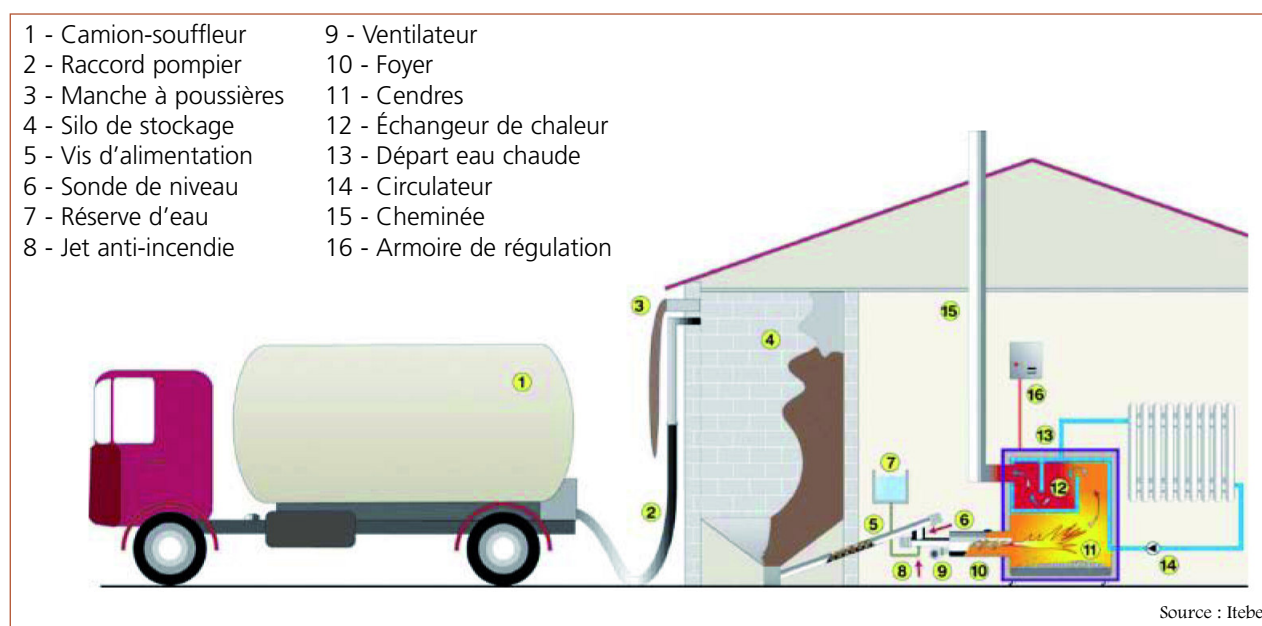 1 - Camion-souffleur
2 - Raccord pompier
3 - Manche à poussières
4 - Silo de stockage
5 - Vis d'alimentation
6 - Sonde de niveau
7 - Réserve d'eau
8 - Jet anti-incendie
9 - Ventilateur
10 - Foyer
11 - Cendres
12 - Échangeur de chaleur
13 - Départ eau chaude
14 - Circulateur
15 - Cheminée
16 - Armoire de régulation
3
15
4
1
16
13
7
12
2
5
6
11
8
9
10
14
Source : Itebe